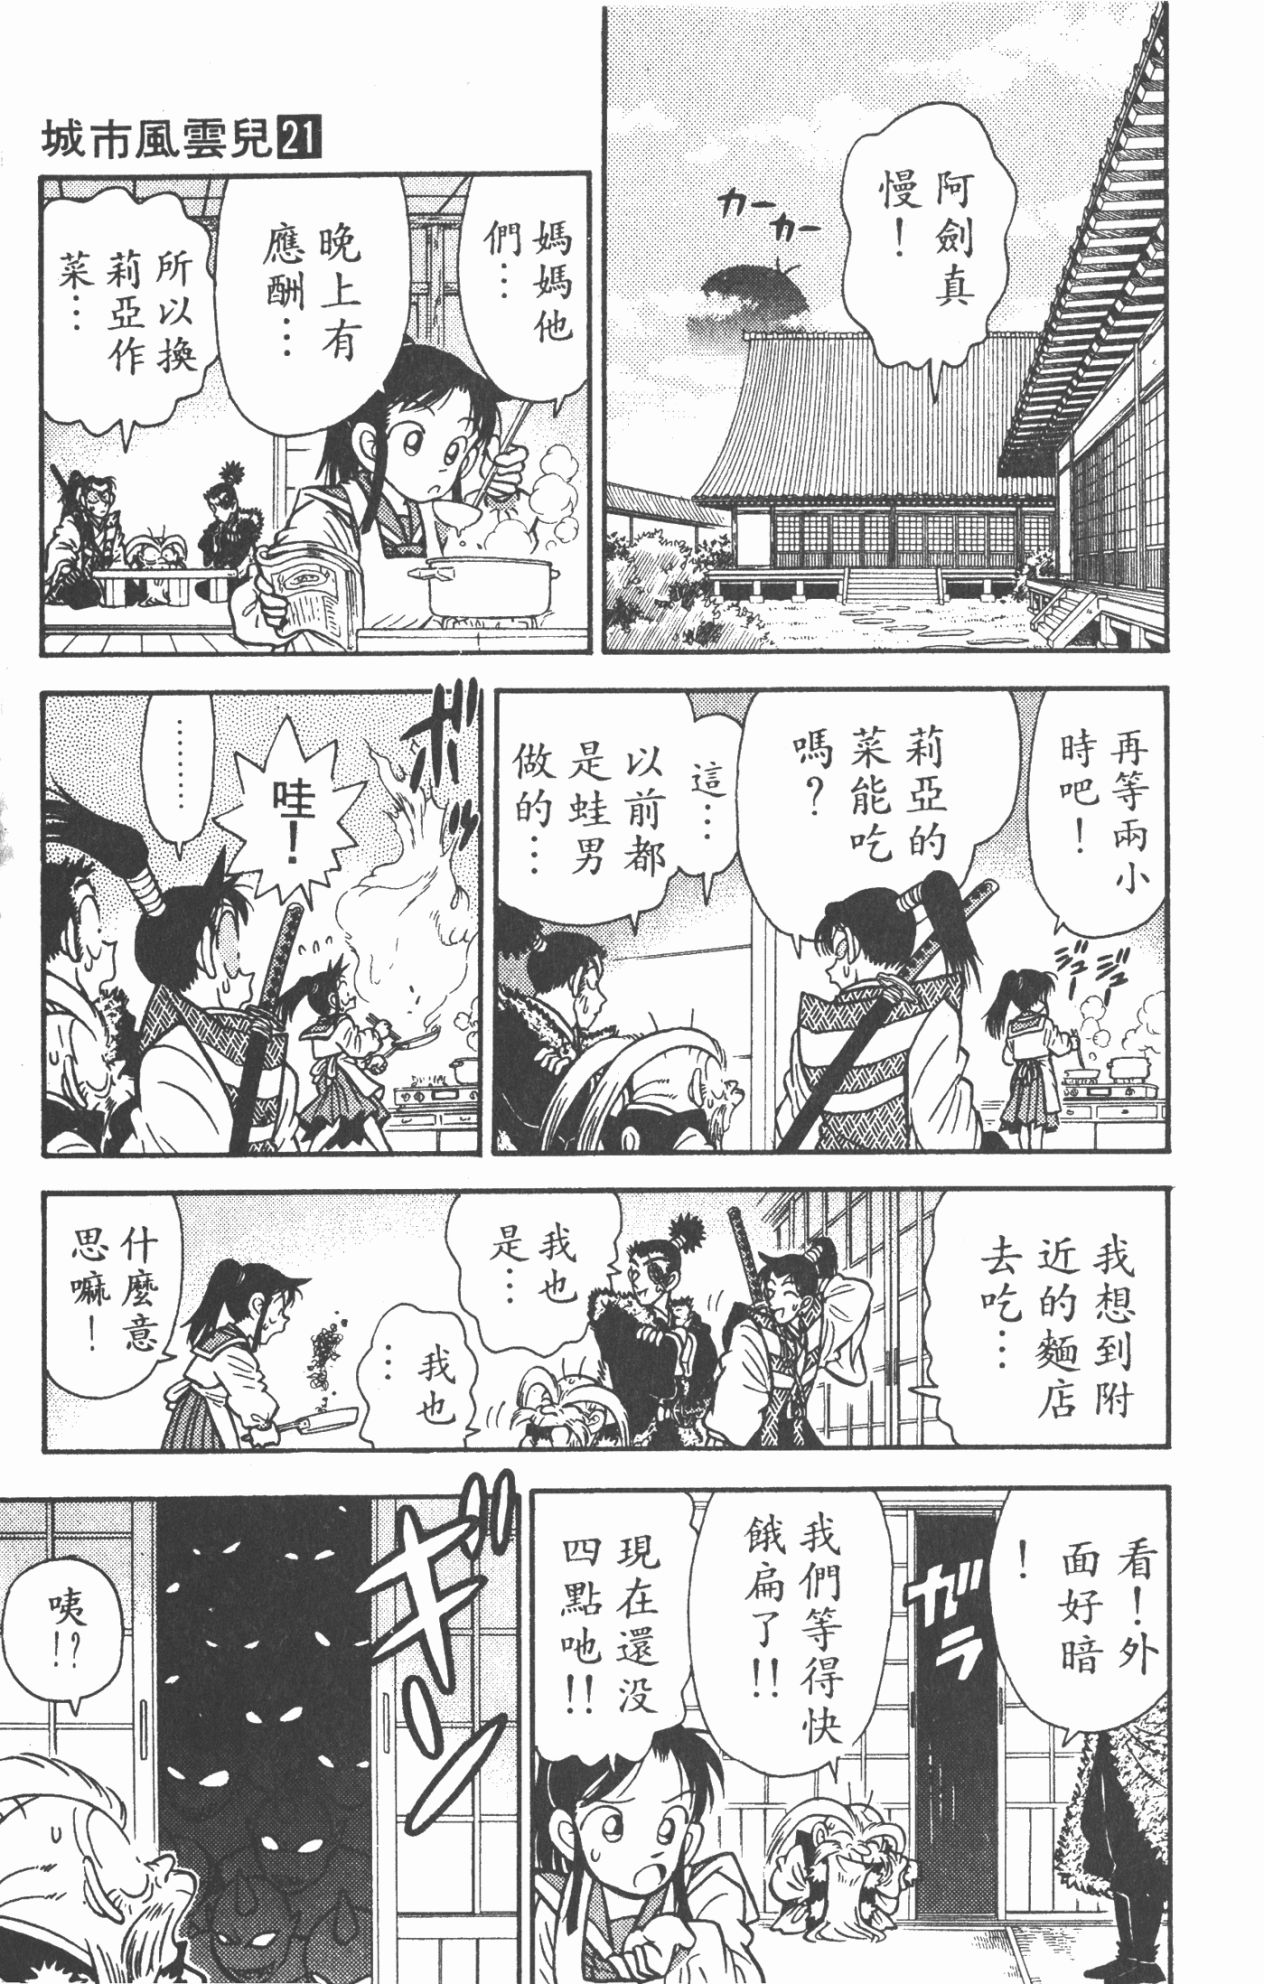 城市風雲兒21
阿劍真
慢！
カー
カー
媽媽他
們…
晚上有
應酬…
所以換
莉亞作
菜…
再等兩小
時吧！
ジュー
ジュー
莉亞的
菜能吃
嗎？
這…
以前都
是蛙男
做的…
ボッ
哇！
………
我想到附
近的麵店
去吃…
我也
是…
我也
…
什麼意
思嘛！
看！外
面好暗
！
ガラ
我們等得快
餓扁了!!
現在還没
四點吔!!
ギン
咦!?